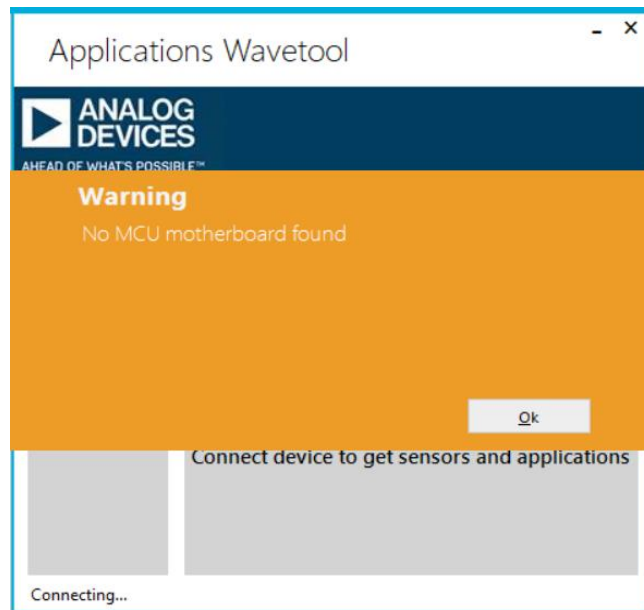 Applications Wavetool
ANALOG
DEVICES
AHEAD OF WHAT'S POSSIBLE™
Warning
No MCU motherboard found
Ok
Connect device to get sensors and applications
Connecting...